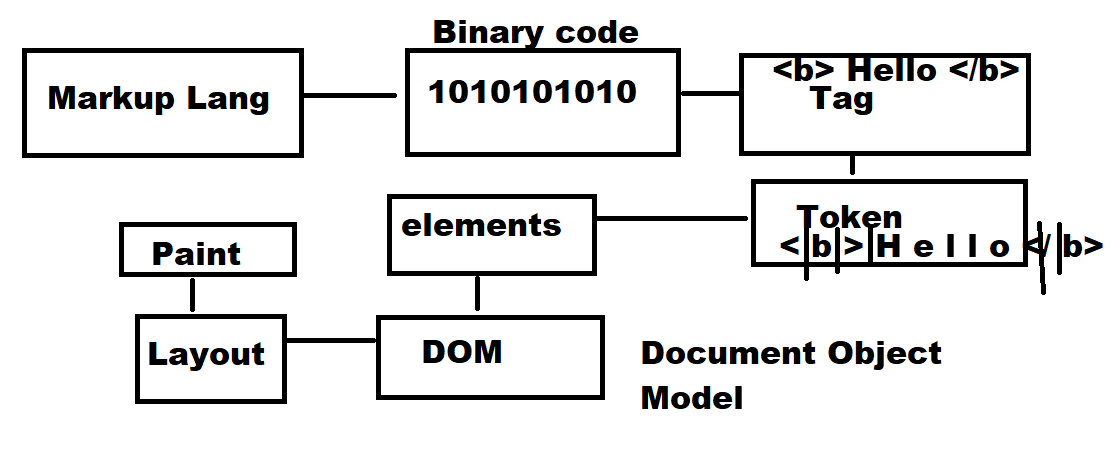 Binary code
Markup Lang
1010101010
<b> Hello </b>
Tag
Token
<b> H e l l o </b>
elements
Paint
Layout
DOM
Document Object
Model